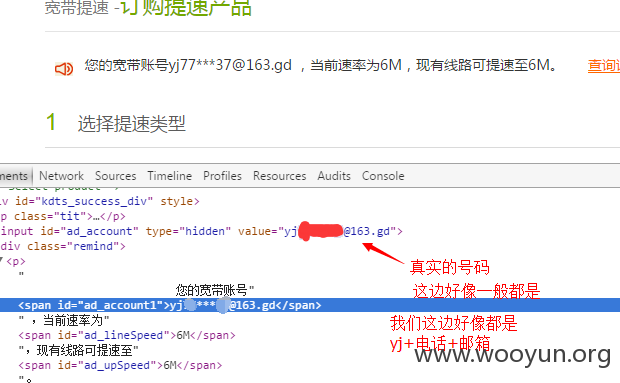 宽带提速 -订购提速产品
您的宽带账号yj77***37@163.gd ，当前速率为6M，现有线路可提速至6M。 查询
1 选择提速类型
ments Network Sources Timeline Profiles Resources Audits Console
iv id="kdts_success_div" style>
p class="tit">…</p>
input id="ad_account" type="hidden" value="yj @163.gd">
div class="remind">
<p>
"
您的宽带账号"
<span id="ad_account1">yj ***  @163.gd</span>
" ，当前速率为"
<span id="ad_lineSpeed">6M</span>
"，现有线路可提速至"
<span id="ad_upSpeed">6M</span>
"。
真实的号码
这边好像一般都是
我们这边好像都是
yj+电话+邮箱
www.wooyun.org